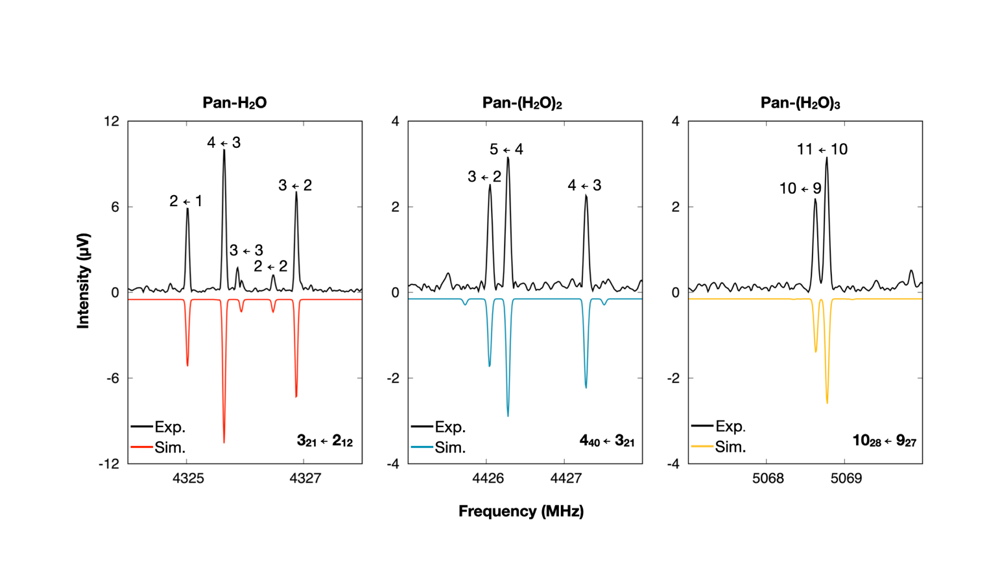 Pan-H₂O
Pan-(H₂O)₂
Pan-(H₂O)₃
Intensity (µV)
12
6
0
-6
-12
2 ← 1
4 ← 3
3 ← 3
2 ← 2
3 ← 2
Exp.
Sim.
3₂₁ ← 2₁₂
4325
4327
4
2
0
-2
-4
3 ← 2
5 ← 4
4 ← 3
Exp.
Sim.
4₄₀ ← 3₂₁
4426
4427
4
2
0
-2
-4
10 ← 9
11 ← 10
Exp.
Sim.
10₂₈ ← 9₂₇
5068
5069
Frequency (MHz)